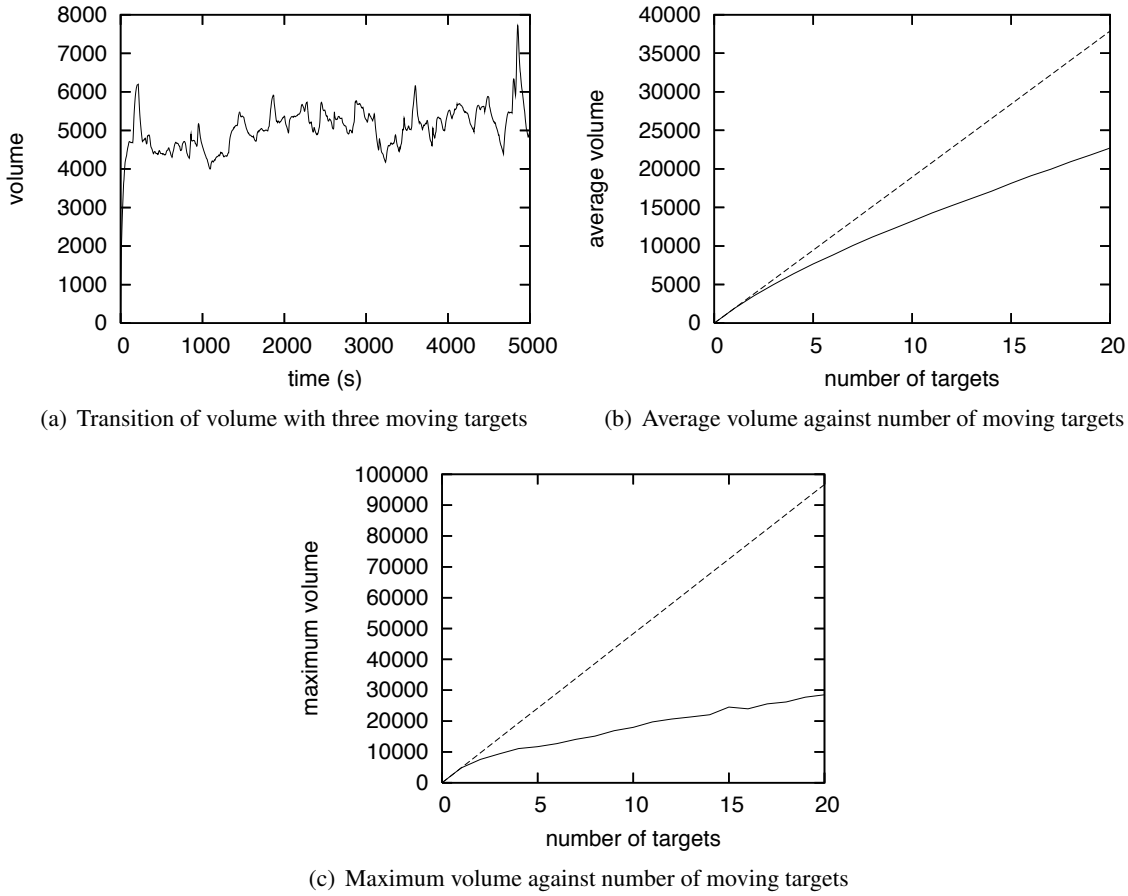 8000
7000
6000
5000
4000
3000
2000
1000
0
volume
0 1000 2000 3000 4000 5000
time (s)
(a) Transition of volume with three moving targets
40000
35000
30000
25000
20000
15000
10000
5000
0
average volume
0 5 10 15 20
number of targets
(b) Average volume against number of moving targets
100000
90000
80000
70000
60000
50000
40000
30000
20000
10000
0
maximum volume
0 5 10 15 20
number of targets
(c) Maximum volume against number of moving targets